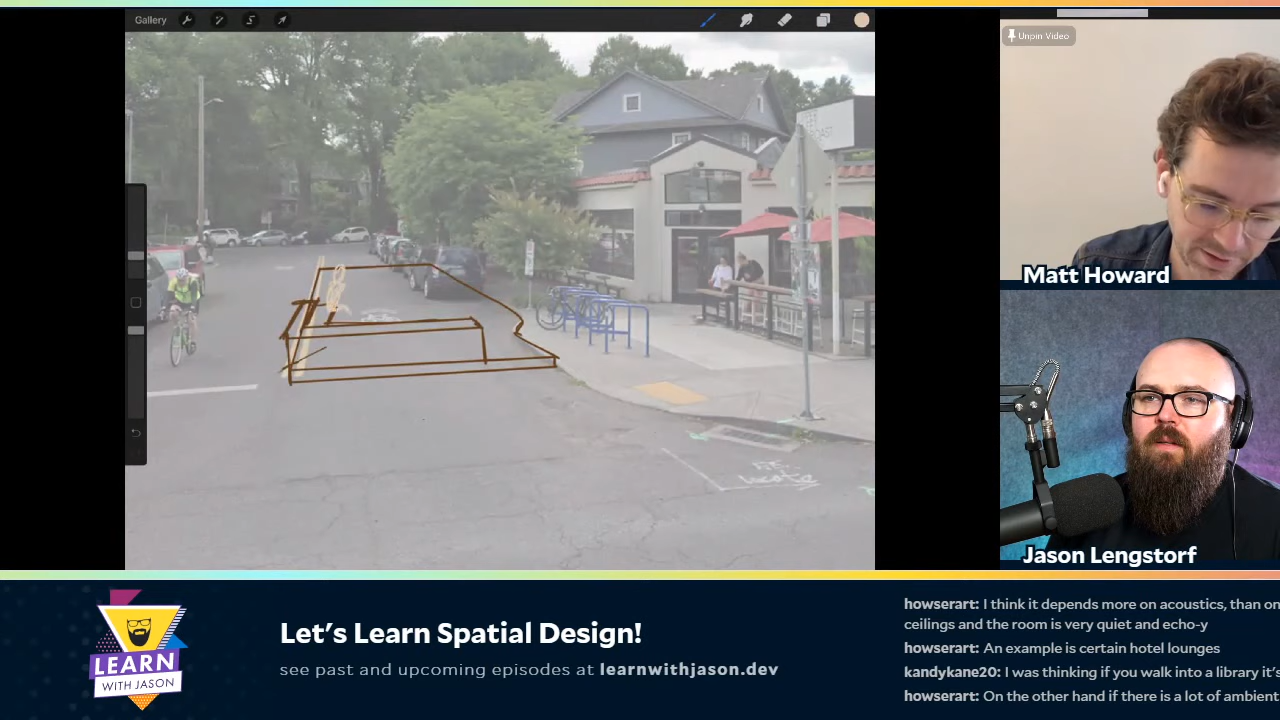 Gallery
Unpin Video
Matt Howard
Jason Lengstorf
LEARN
WITH JASON
Let's Learn Spatial Design!
see past and upcoming episodes at learnwithjason.dev
howserart: I think it depends more on acoustics, than on
ceilings and the room is very quiet and echo-y
howserart: An example is certain hotel lounges
kandykane20: I was thinking if you walk into a library it's
howserart: On the other hand if there is a lot of ambient